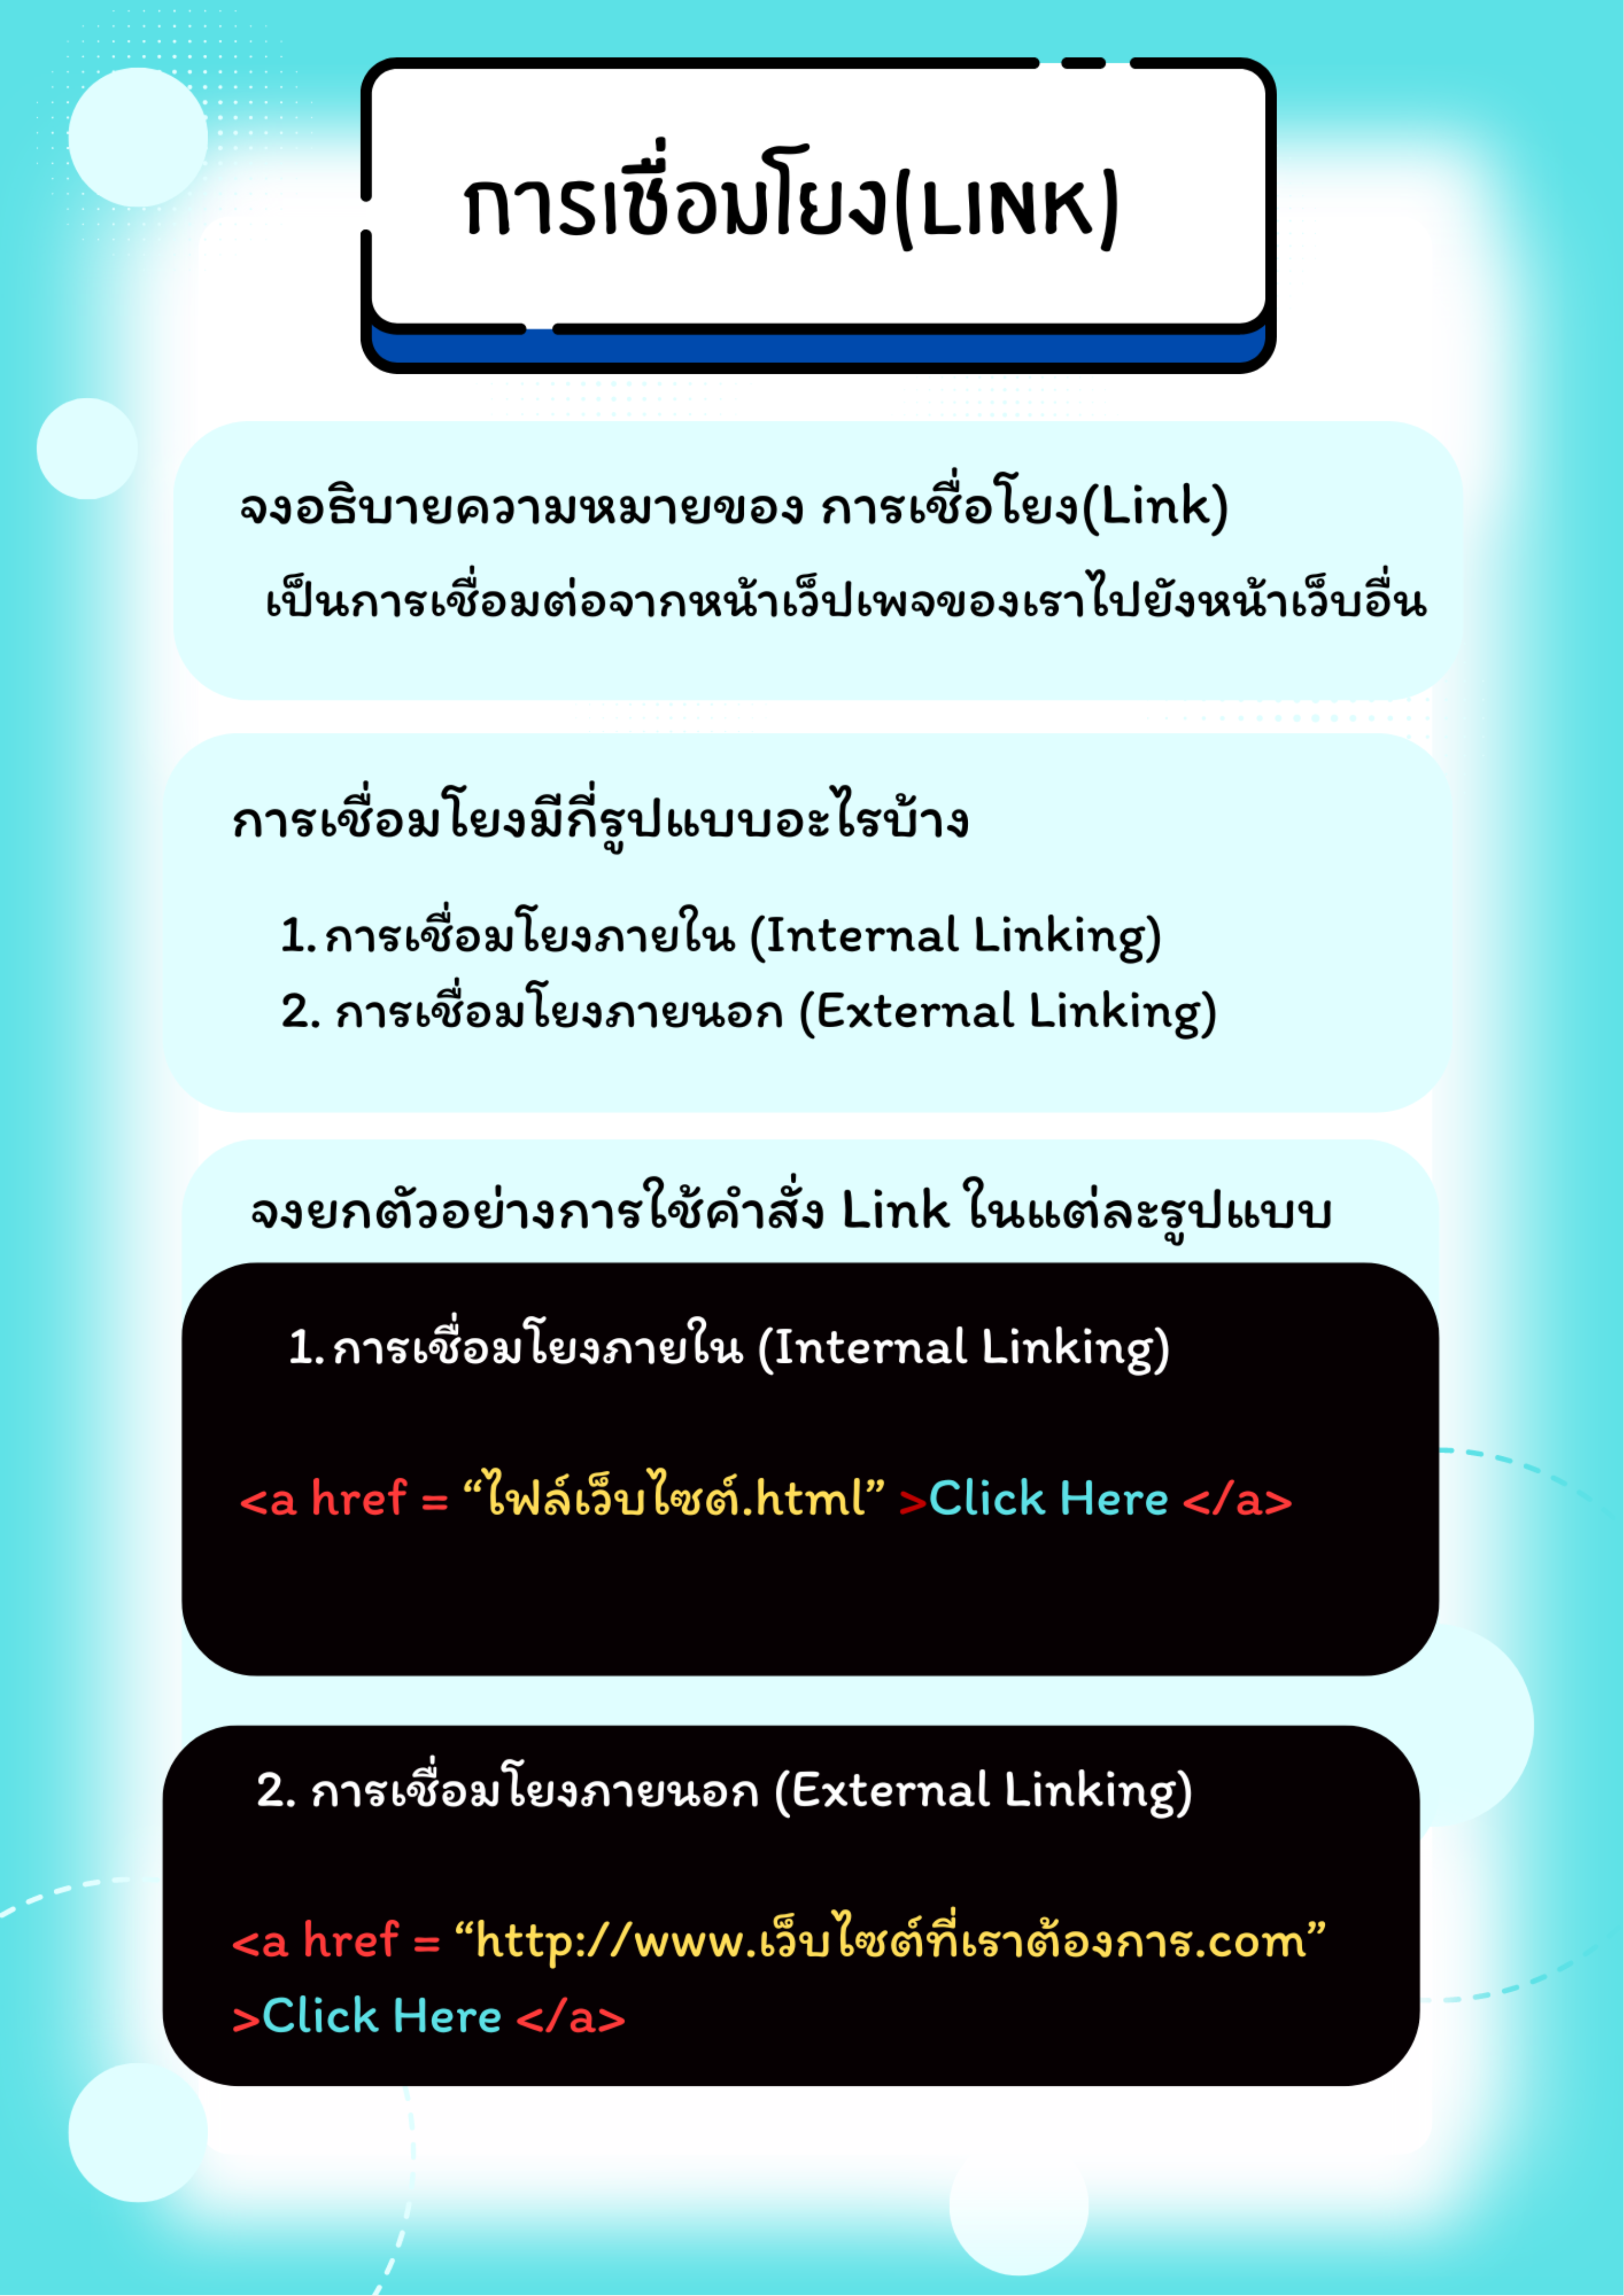 การเชื่อมโยง(LINK)
จงอธิบายความหมายของ การเชื่อโยง(Link)
เป็นการเชื่อมต่อจากหน้าเว็ปเพจของเราไปยังหน้าเว็บอื่น
การเชื่อมโยงมีกี่รูปแบบอะไรบ้าง
1. การเชื่อมโยงภายใน (Internal Linking)
2. การเชื่อมโยงภายนอก (External Linking)
จงยกตัวอย่างการใช้คำสั่ง Link ในแต่ละรูปแบบ
1. การเชื่อมโยงภายใน (Internal Linking)
<a href = “ไฟล์เว็บไซต์.html” >Click Here </a>
2. การเชื่อมโยงภายนอก (External Linking)
<a href = “http://www.เว็บไซต์ที่เราต้องการ.com”
>Click Here </a>